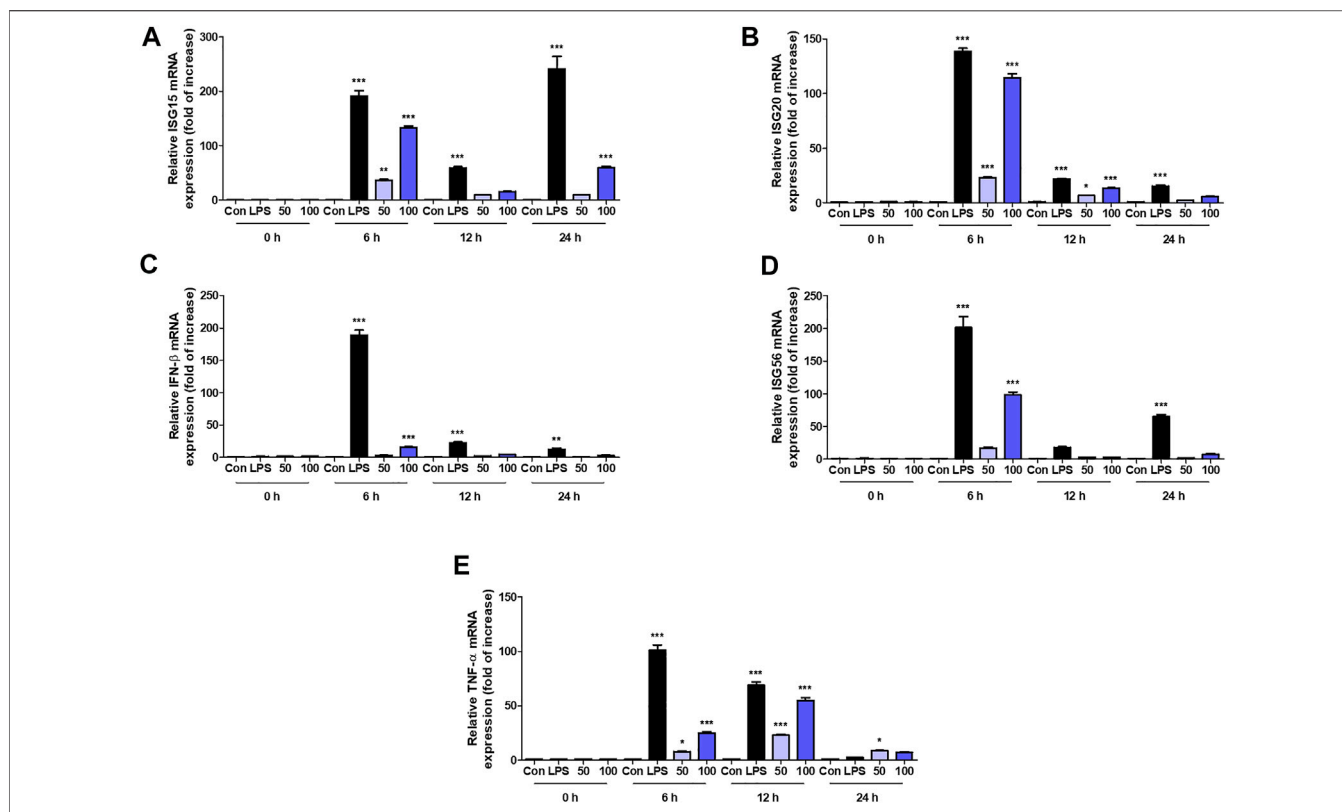 A
Relative ISG15 mRNA
expression (fold of increase)
300
200
100
0
***
**
***
***
***
***
Con LPS 50 100 Con LPS 50 100 Con LPS 50 100 Con LPS 50 100
0 h 6 h 12 h 24 h
B
Relative ISG20 mRNA
expression (fold of increase)
150
100
50
0
***
***
***
***
*
***
***
Con LPS 50 100 Con LPS 50 100 Con LPS 50 100 Con LPS 50 100
0 h 6 h 12 h 24 h
C
Relative IFN-β mRNA
expression (fold of increase)
250
200
150
100
50
0
***
***
***
**
Con LPS 50 100 Con LPS 50 100 Con LPS 50 100 Con LPS 50 100
0 h 6 h 12 h 24 h
D
Relative ISG56 mRNA
expression (fold of increase)
250
200
150
100
50
0
***
***
***
Con LPS 50 100 Con LPS 50 100 Con LPS 50 100 Con LPS 50 100
0 h 6 h 12 h 24 h
E
Relative TNF-α mRNA
expression (fold of increase)
150
100
50
0
***
*
***
***
***
***
*
Con LPS 50 100 Con LPS 50 100 Con LPS 50 100 Con LPS 50 100
0 h 6 h 12 h 24 h